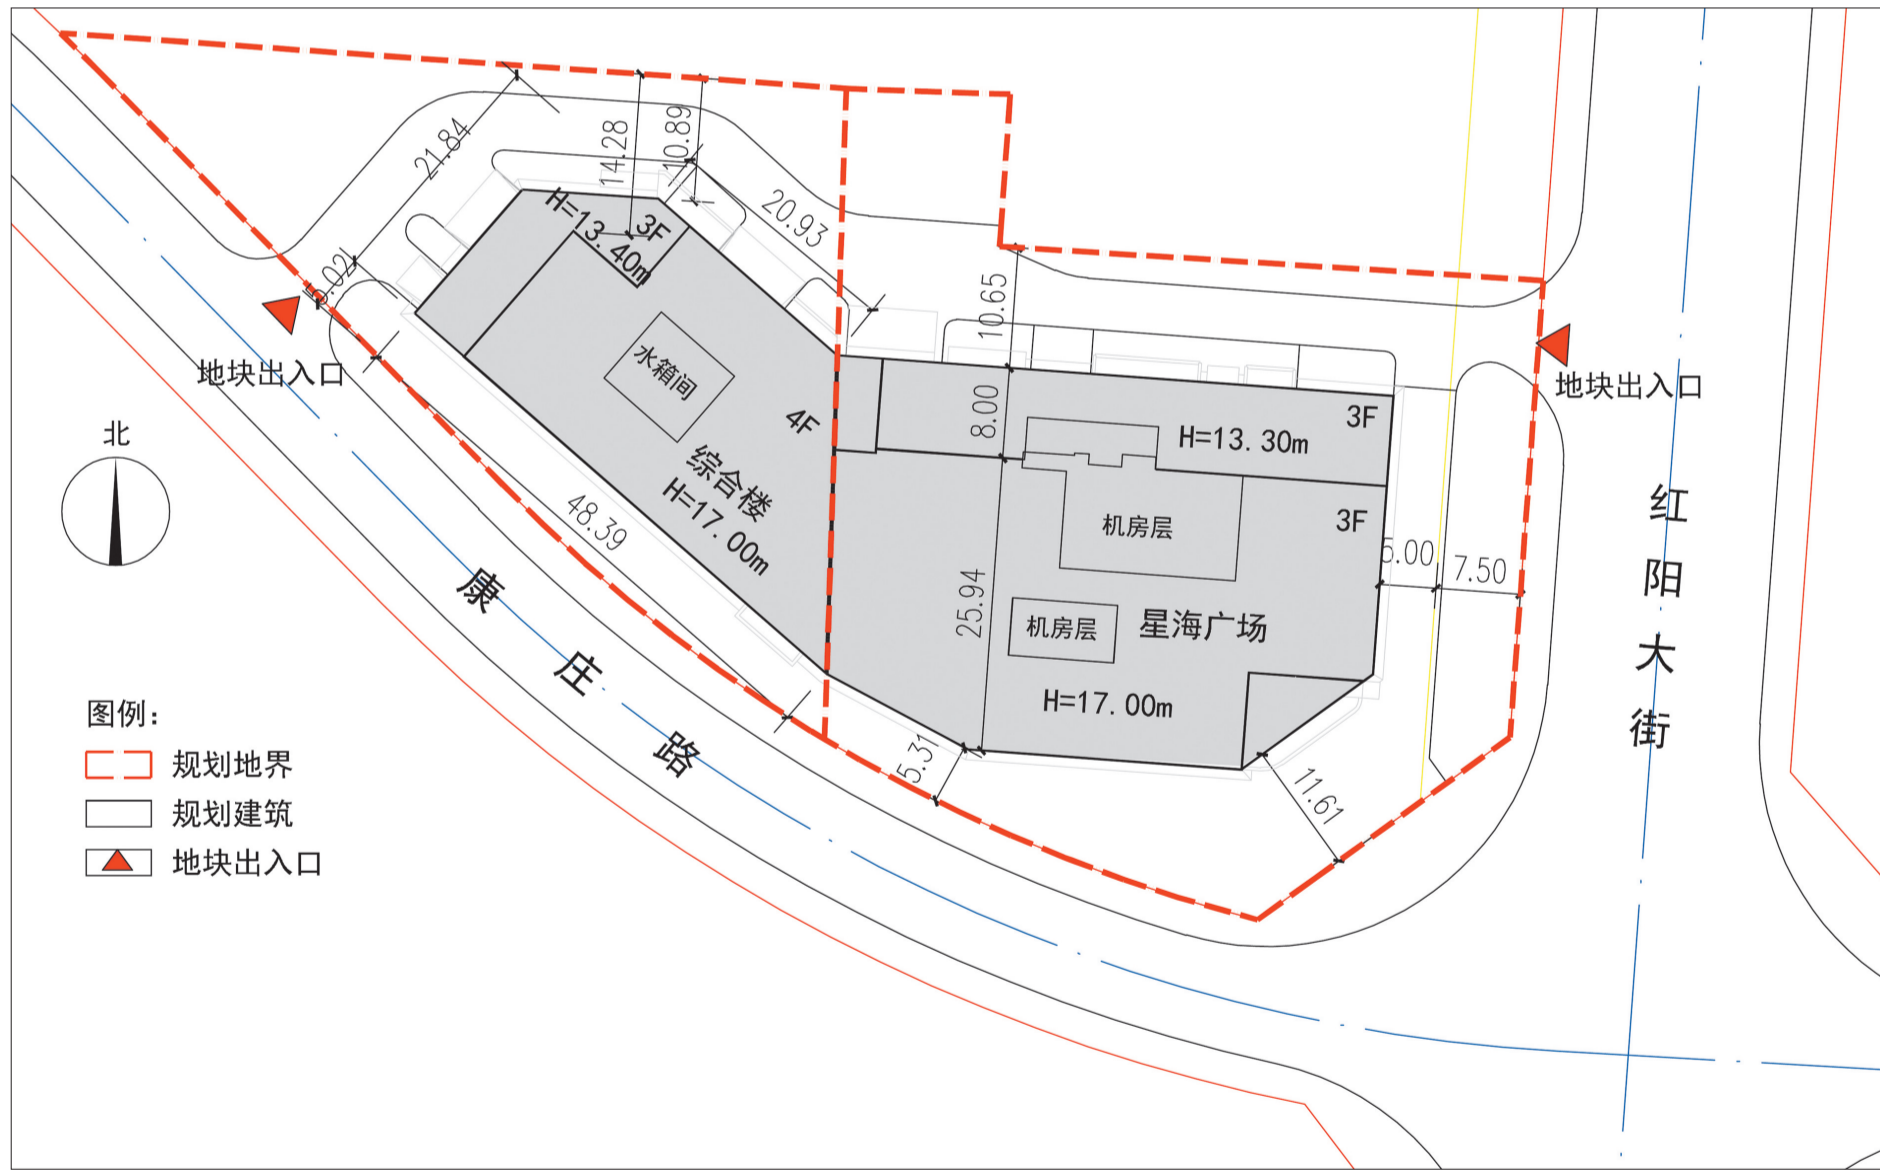 21.84
14.28
10.89
20.93
3F
H=13.40m
10.65
地块出入口
地块出入口
水箱间
4F
综合楼
H=17.00m
8.00
3F
H=13.30m
3F
机房层
机房层
星海广场
H=17.00m
25.94
5.00
7.50
48.39
5.31
11.61
北
康庄路
红阳大街
图例：
规划地界
规划建筑
地块出入口